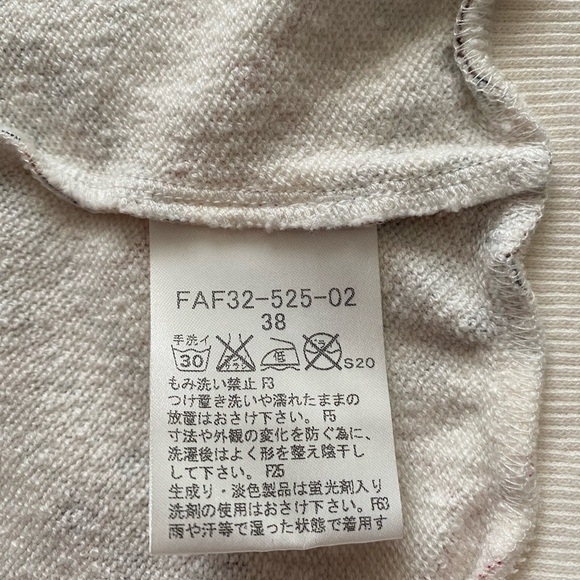 FAF32-525-02
38
手洗イ
30
低
S20
もみ洗い禁止 F3
つけ置き洗いや濡れたままの
放置はおさけ下さい。F5
寸法や外観の変化を防ぐ為に、
洗濯後はよく形を整え陰干し
して下さい。F25
生成り・淡色製品は蛍光剤入り
洗剤の使用はおさけ下さい。F63
雨や汗等で湿った状態で着用す